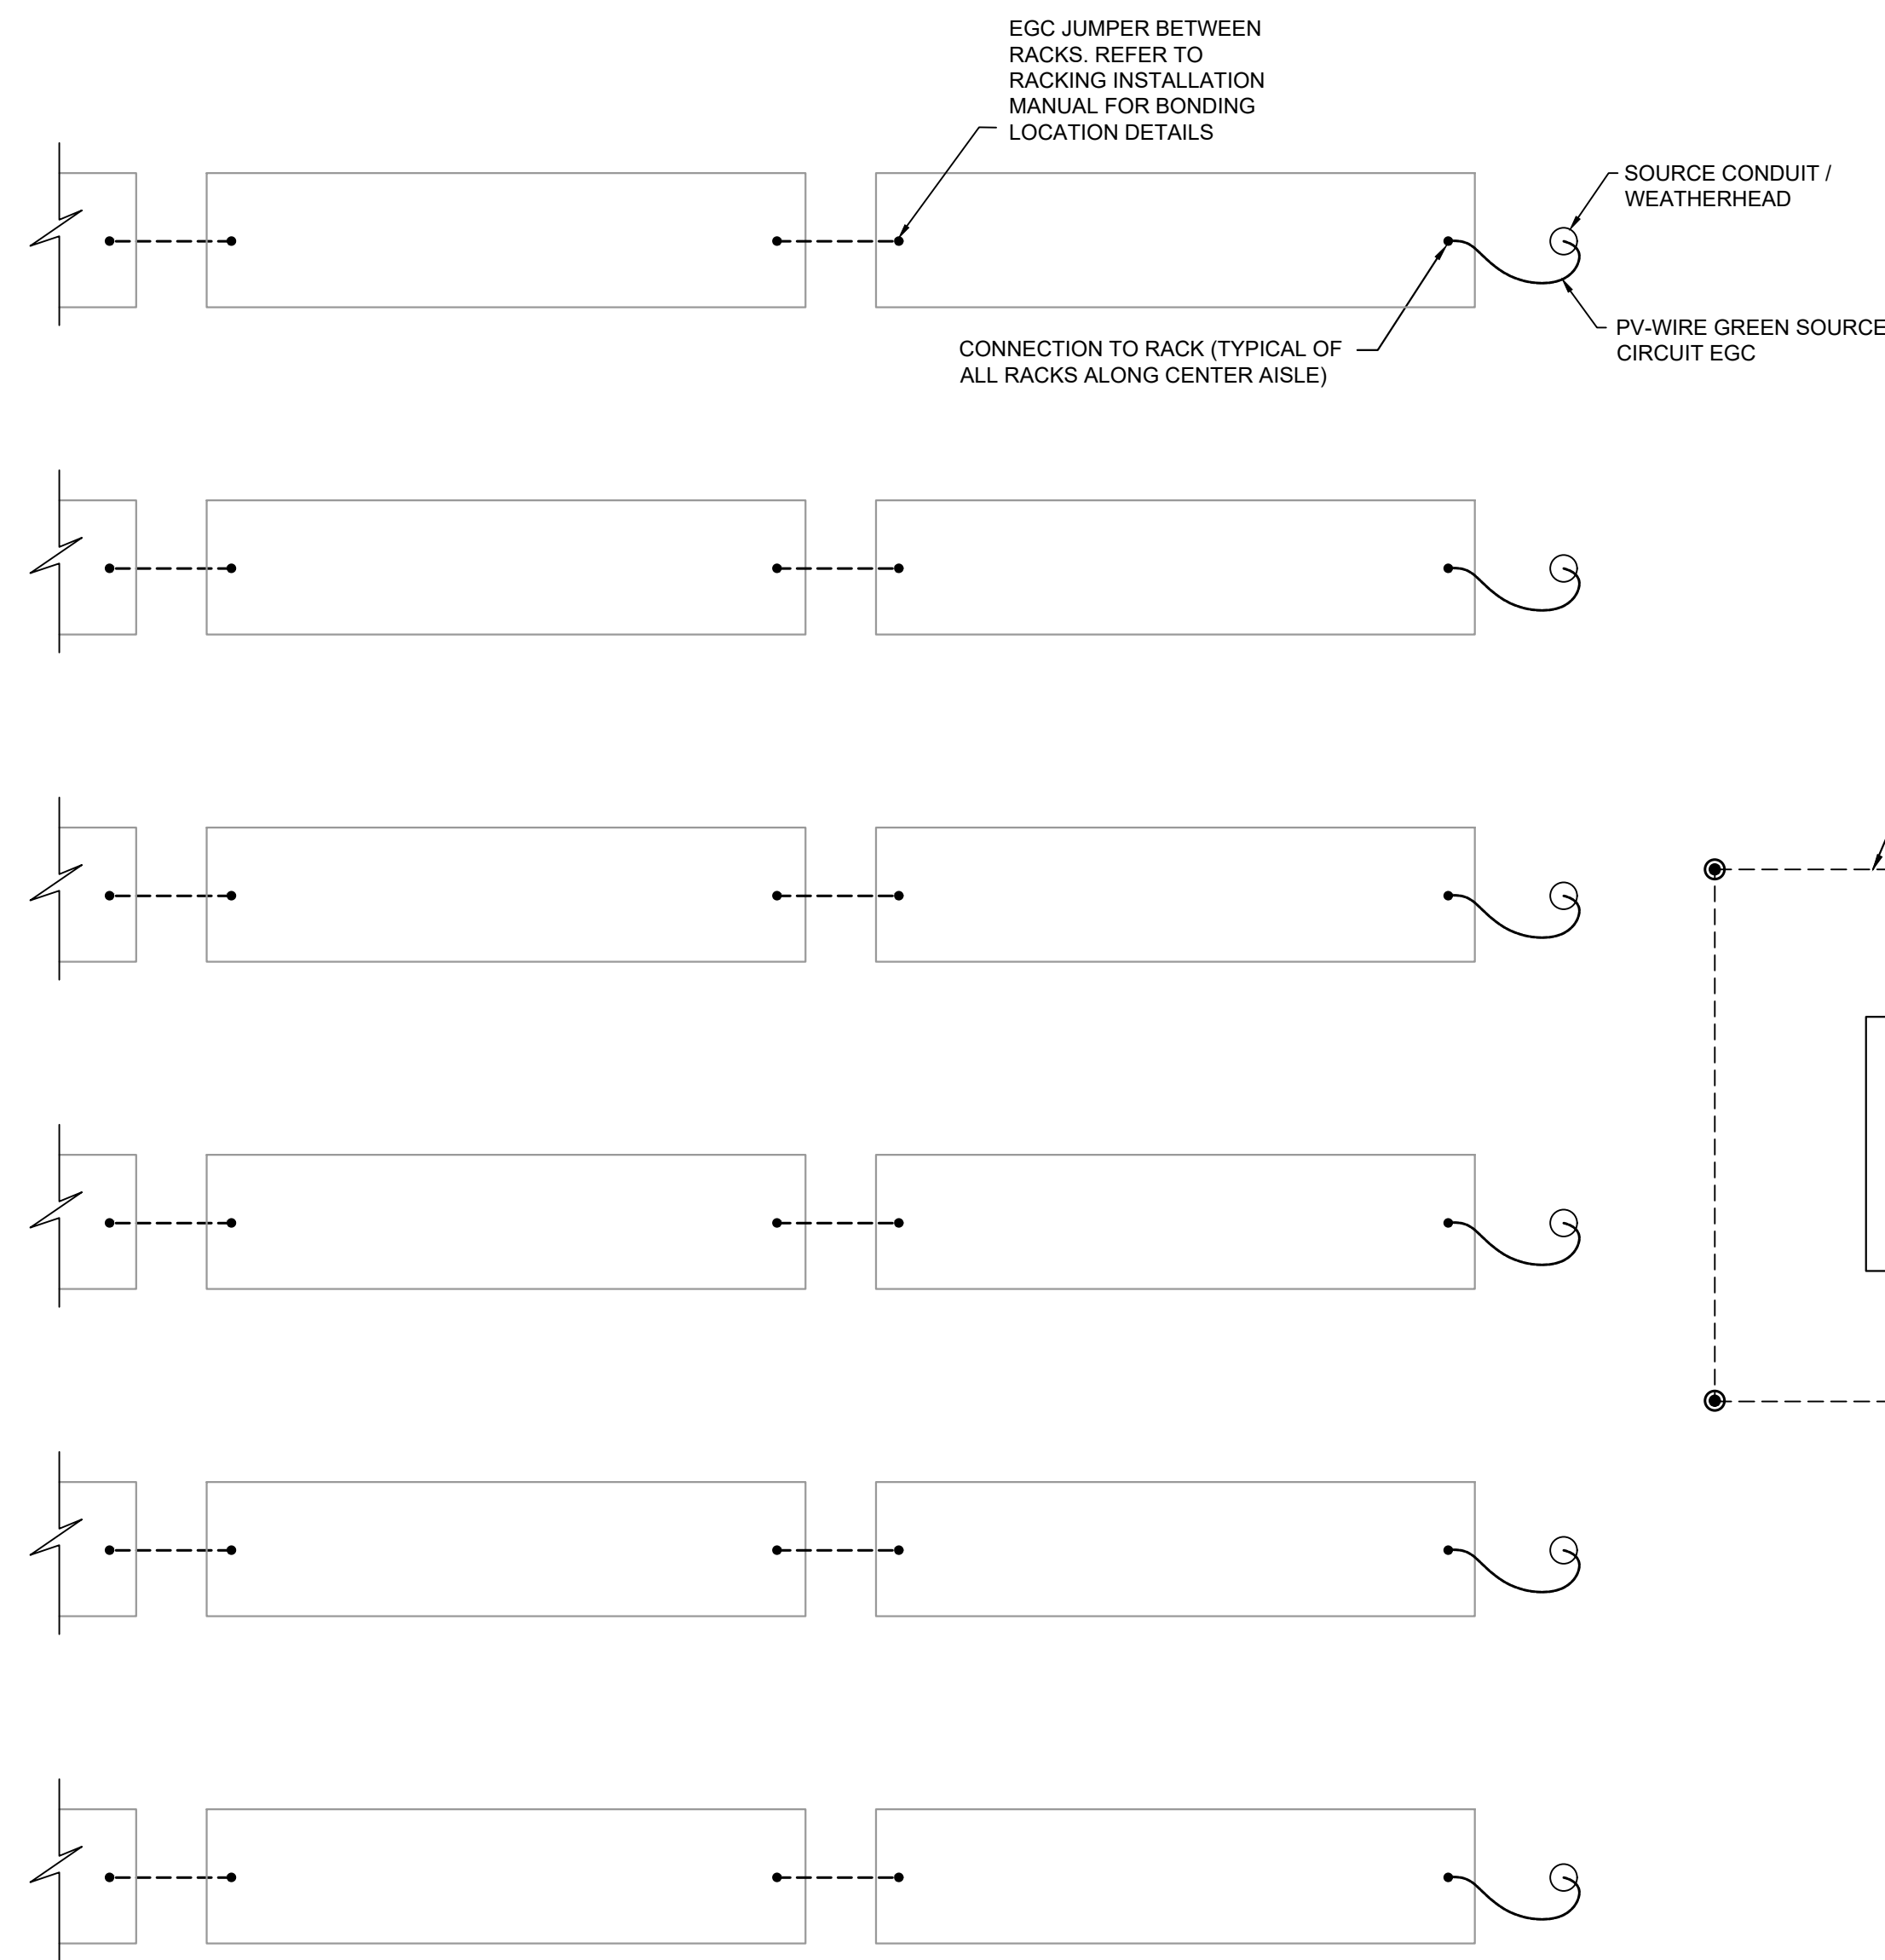 EGC JUMPER BETWEEN
RACKS. REFER TO
RACKING INSTALLATION
MANUAL FOR BONDING
LOCATION DETAILS
SOURCE CONDUIT /
WEATHERHEAD
PV-WIRE GREEN SOURCE
CIRCUIT EGC
CONNECTION TO RACK (TYPICAL OF
ALL RACKS ALONG CENTER AISLE)